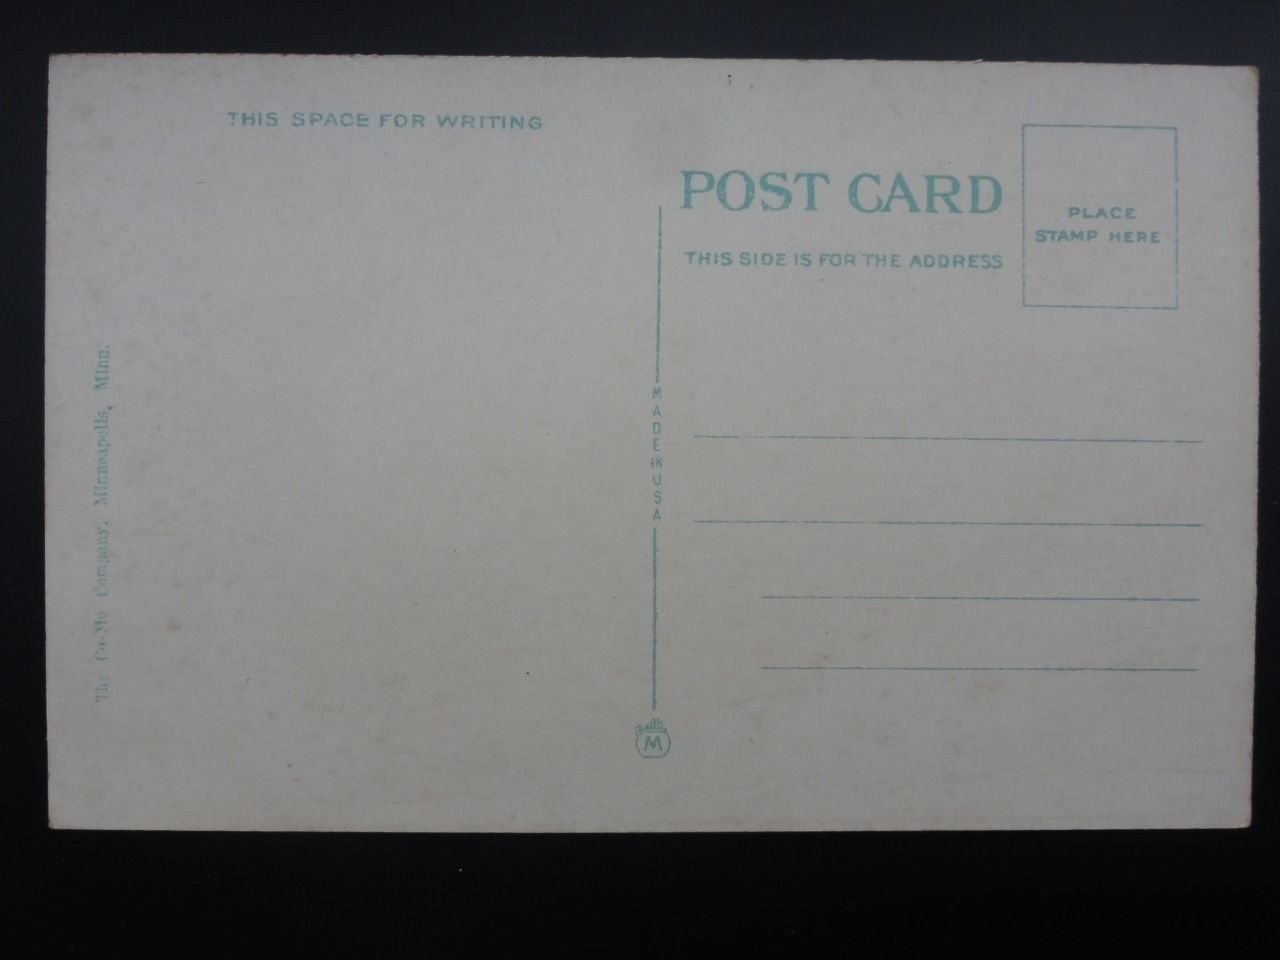 THIS SPACE FOR WRITING
POST CARD
THIS SIDE IS FOR THE ADDRESS
PLACE
STAMP HERE
MADE IN USA
M
The Co-Mo Company, Minneapolis, Minn.